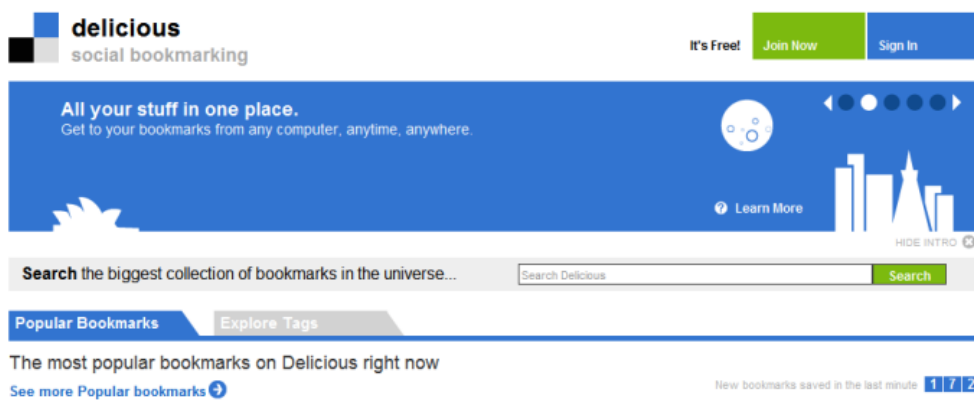 delicious
social bookmarking
It's Free! Join Now Sign In
All your stuff in one place.
Get to your bookmarks from any computer, anytime, anywhere.
? Learn More
HIDE INTRO
Search the biggest collection of bookmarks in the universe... Search Delicious Search
Popular Bookmarks Explore Tags
The most popular bookmarks on Delicious right now
See more Popular bookmarks
New bookmarks saved in the last minute 1 7 2